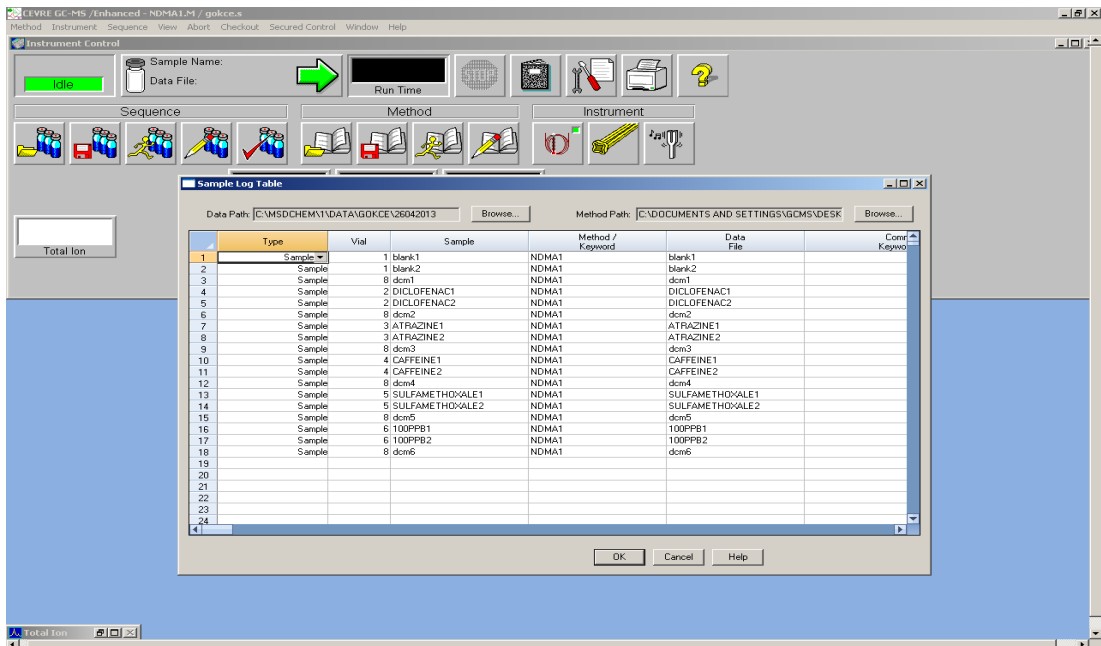 CEVRE GC-MS /Enhanced - NDMA1.M / gokce.s
Method Instrument Sequence View Abort Checkout Secured Control Window Help
Instrument Control
Idle
Sample Name:
Data File:
Run Time
STOP
Sequence Method Instrument
Total Ion
Sample Log Table
Data Path: C:\MSDCHEM\1\DATA\GOKCE\26042013 Browse... Method Path: C:\DOCUMENTS AND SETTINGS\GCMS\DESK Browse...
Type Vial Sample Method / Keyword Data File Comr Keywo
1 Sample 1 blank1 NDMA1 blank1
2 Sample 1 blank2 NDMA1 blank2
3 Sample 8 dcm1 NDMA1 dcm1
4 Sample 2 DICLOFENAC1 NDMA1 DICLOFENAC1
5 Sample 2 DICLOFENAC2 NDMA1 DICLOFENAC2
6 Sample 8 dcm2 NDMA1 dcm2
7 Sample 3 ATRAZINE1 NDMA1 ATRAZINE1
8 Sample 3 ATRAZINE2 NDMA1 ATRAZINE2
9 Sample 8 dcm3 NDMA1 dcm3
10 Sample 4 CAFFEINE1 NDMA1 CAFFEINE1
11 Sample 4 CAFFEINE2 NDMA1 CAFFEINE2
12 Sample 8 dcm4 NDMA1 dcm4
13 Sample 5 SULFAMETHOXALE1 NDMA1 SULFAMETHOXALE1
14 Sample 5 SULFAMETHOXALE2 NDMA1 SULFAMETHOXALE2
15 Sample 8 dcm5 NDMA1 dcm5
16 Sample 6 100PPB1 NDMA1 100PPB1
17 Sample 6 100PPB2 NDMA1 100PPB2
18 Sample 8 dcm6 NDMA1 dcm6
19
20
21
22
23
24
OK Cancel Help
Total Ion